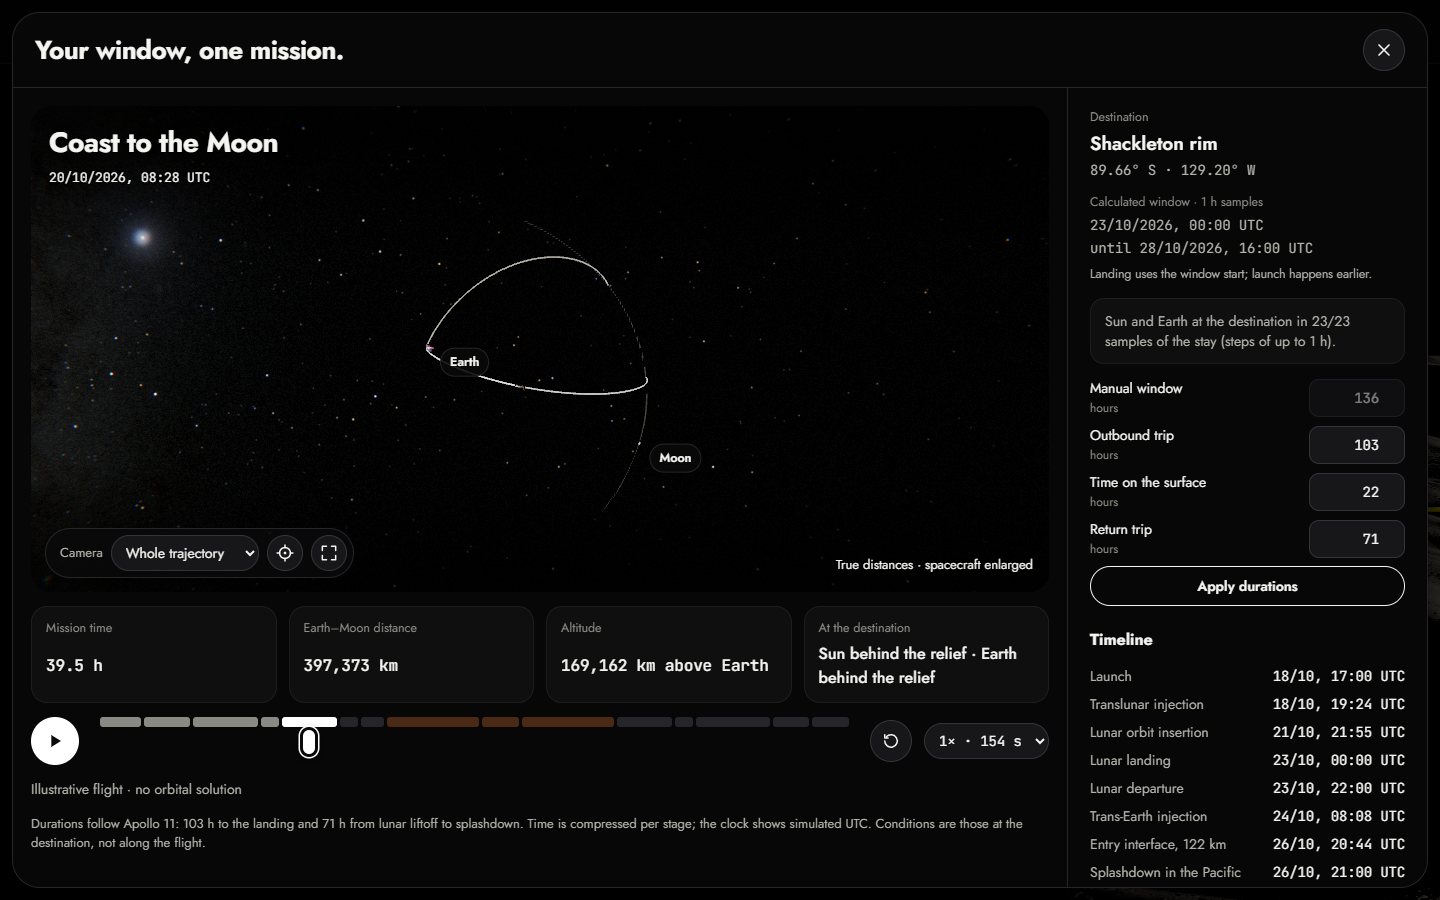 Your window, one mission.
Coast to the Moon
20/10/2026, 08:28 UTC
Earth
Moon
Camera
Whole trajectory
True distances · spacecraft enlarged
Mission time
39.5 h
Earth–Moon distance
397,373 km
Altitude
169,162 km above Earth
At the destination
Sun behind the relief · Earth
behind the relief
1× · 154 s
Illustrative flight · no orbital solution
Durations follow Apollo 11: 103 h to the landing and 71 h from lunar liftoff to splashdown. Time is compressed per stage; the clock shows simulated UTC. Conditions are those at the
destination, not along the flight.
Destination
Shackleton rim
89.66° S · 129.20° W
Calculated window · 1 h samples
23/10/2026, 00:00 UTC
until 28/10/2026, 16:00 UTC
Landing uses the window start; launch happens earlier.
Sun and Earth at the destination in 23/23
samples of the stay (steps of up to 1 h).
Manual window
hours
136
Outbound trip
hours
103
Time on the surface
hours
22
Return trip
hours
71
Apply durations
Timeline
Launch 18/10, 17:00 UTC
Translunar injection 18/10, 19:24 UTC
Lunar orbit insertion 21/10, 21:55 UTC
Lunar landing 23/10, 00:00 UTC
Lunar departure 23/10, 22:00 UTC
Trans-Earth injection 24/10, 08:08 UTC
Entry interface, 122 km 26/10, 20:44 UTC
Splashdown in the Pacific 26/10, 21:00 UTC